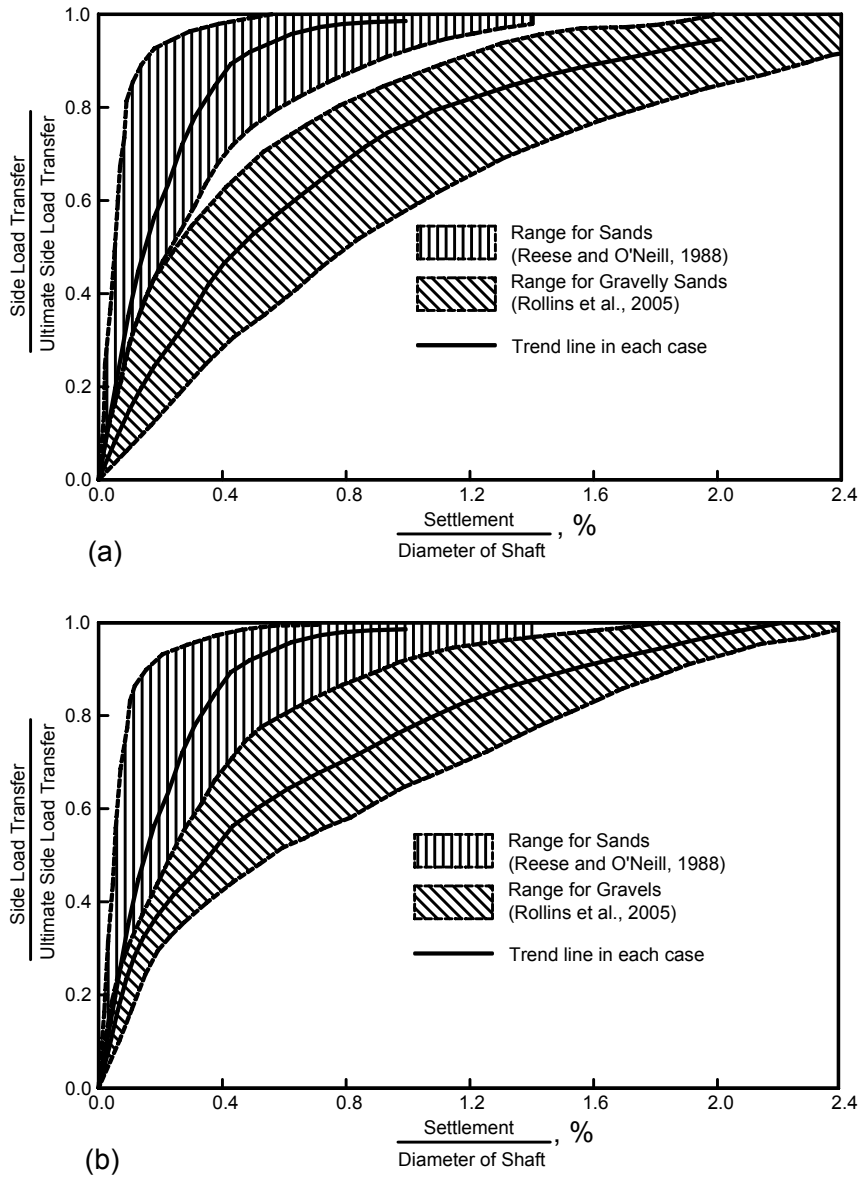 1.0
0.8
0.6
0.4
0.2
0.0
Side Load Transfer
Ultimate Side Load Transfer
Range for Sands
(Reese and O'Neill, 1988)
Range for Gravelly Sands
(Rollins et al., 2005)
Trend line in each case
0.0 0.4 0.8 1.2 1.6 2.0 2.4
Settlement
Diameter of Shaft
, %
(a)
1.0
0.8
0.6
0.4
0.2
0.0
Side Load Transfer
Ultimate Side Load Transfer
Range for Sands
(Reese and O'Neill, 1988)
Range for Gravels
(Rollins et al., 2005)
Trend line in each case
0.0 0.4 0.8 1.2 1.6 2.0 2.4
Settlement
Diameter of Shaft
, %
(b)